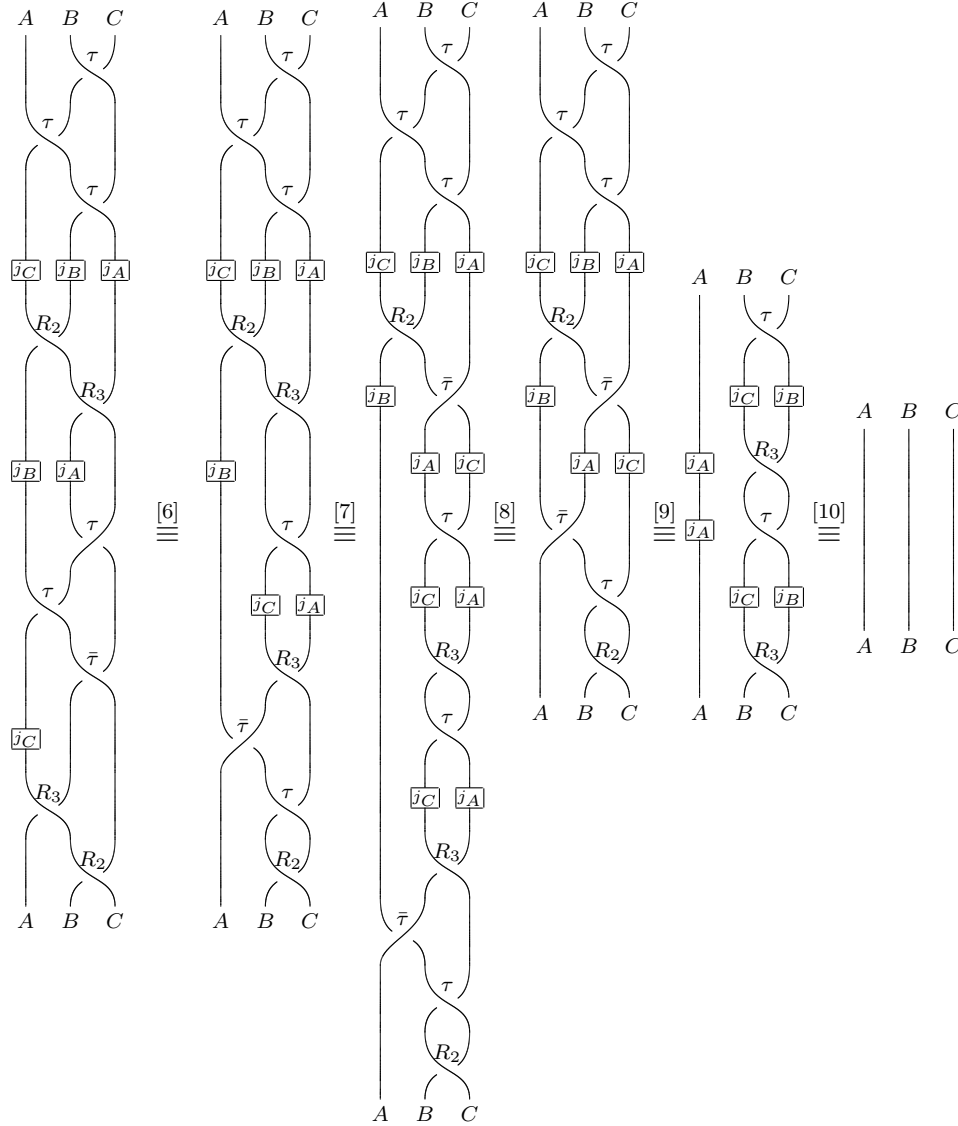 A B C
τ
τ
τ
j_C j_B j_A
R_2
R_3
j_B j_A
τ
τ
τ̄
j_C
R_3
R_2
A B C
[6]
≡
A B C
τ
τ
τ
j_C j_B j_A
R_2
R_3
j_B
τ
j_C j_A
R_3
τ̄
τ
R_2
A B C
[7]
≡
A B C
τ
τ
τ
j_C j_B j_A
R_2
τ̄
j_B
j_A j_C
τ
j_C j_A
R_3
τ
j_C j_A
R_3
τ̄
τ
R_2
A B C
[8]
≡
A B C
τ
τ
τ
j_C j_B j_A
R_2
τ̄
j_B
j_A j_C
τ̄
τ
R_2
A B C
[9]
≡
A B C
τ
j_C j_B
R_3
j_A
τ
j_A
j_C j_B
R_3
A B C
[10]
≡
A B C
A B C